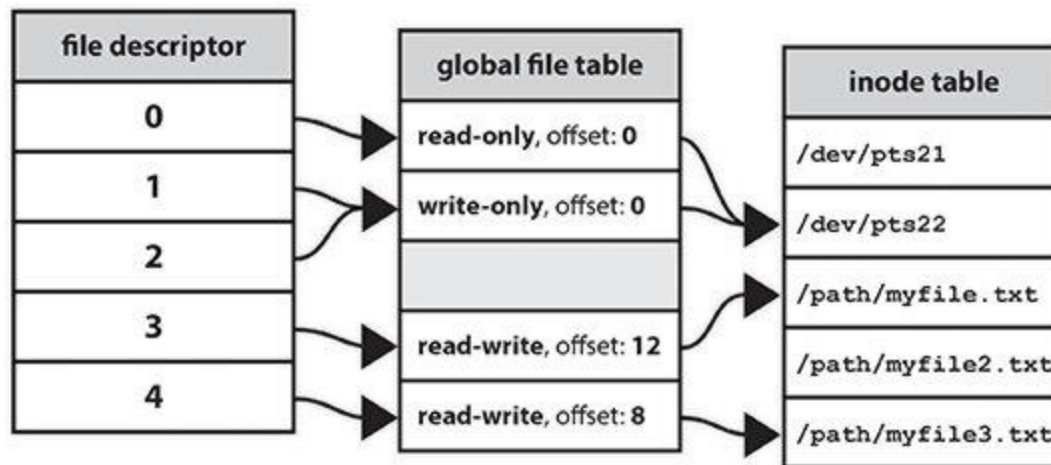 file descriptor
0
1
2
3
4
global file table
read-only, offset: 0
write-only, offset: 0
read-write, offset: 12
read-write, offset: 8
inode table
/dev/pts21
/dev/pts22
/path/myfile.txt
/path/myfile2.txt
/path/myfile3.txt